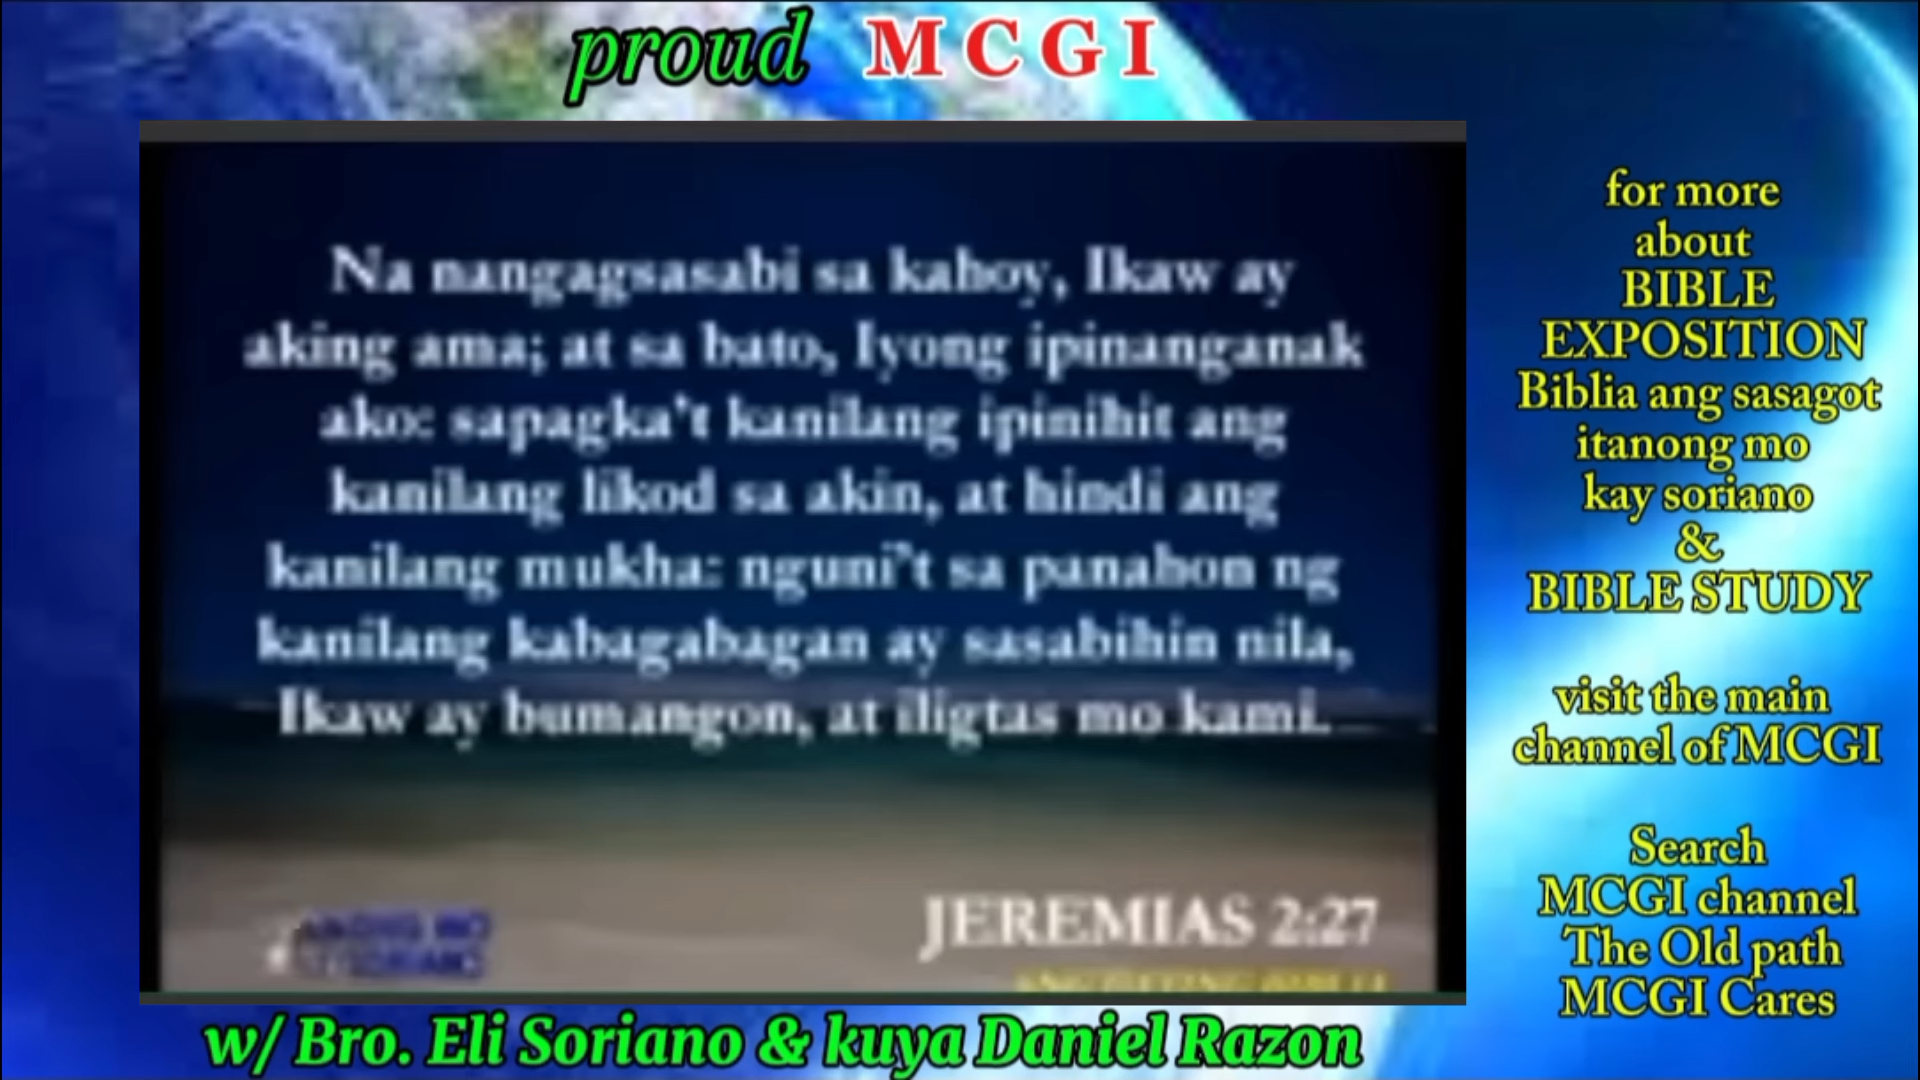 proud MCGI
Na nangagsasabi sa kahoy, Ikaw ay
aking ama; at sa bato, Iyong ipinanganak
ako: sapagka't kanilang ipinihit ang
kanilang likod sa akin, at hindi ang
kanilang mukha: nguni't sa panahon ng
kanilang kabagabagan ay sasabihin nila,
Ikaw ay bumangon, at iligtas mo kami.
JEREMIAS 2:27
w/ Bro. Eli Soriano & kuya Daniel Razon
for more
about
BIBLE
EXPOSITION
Biblia ang sasagot
itanong mo
kay soriano
&
BIBLE STUDY
visit the main
channel of MCGI
Search
MCGI channel
The Old path
MCGI Cares